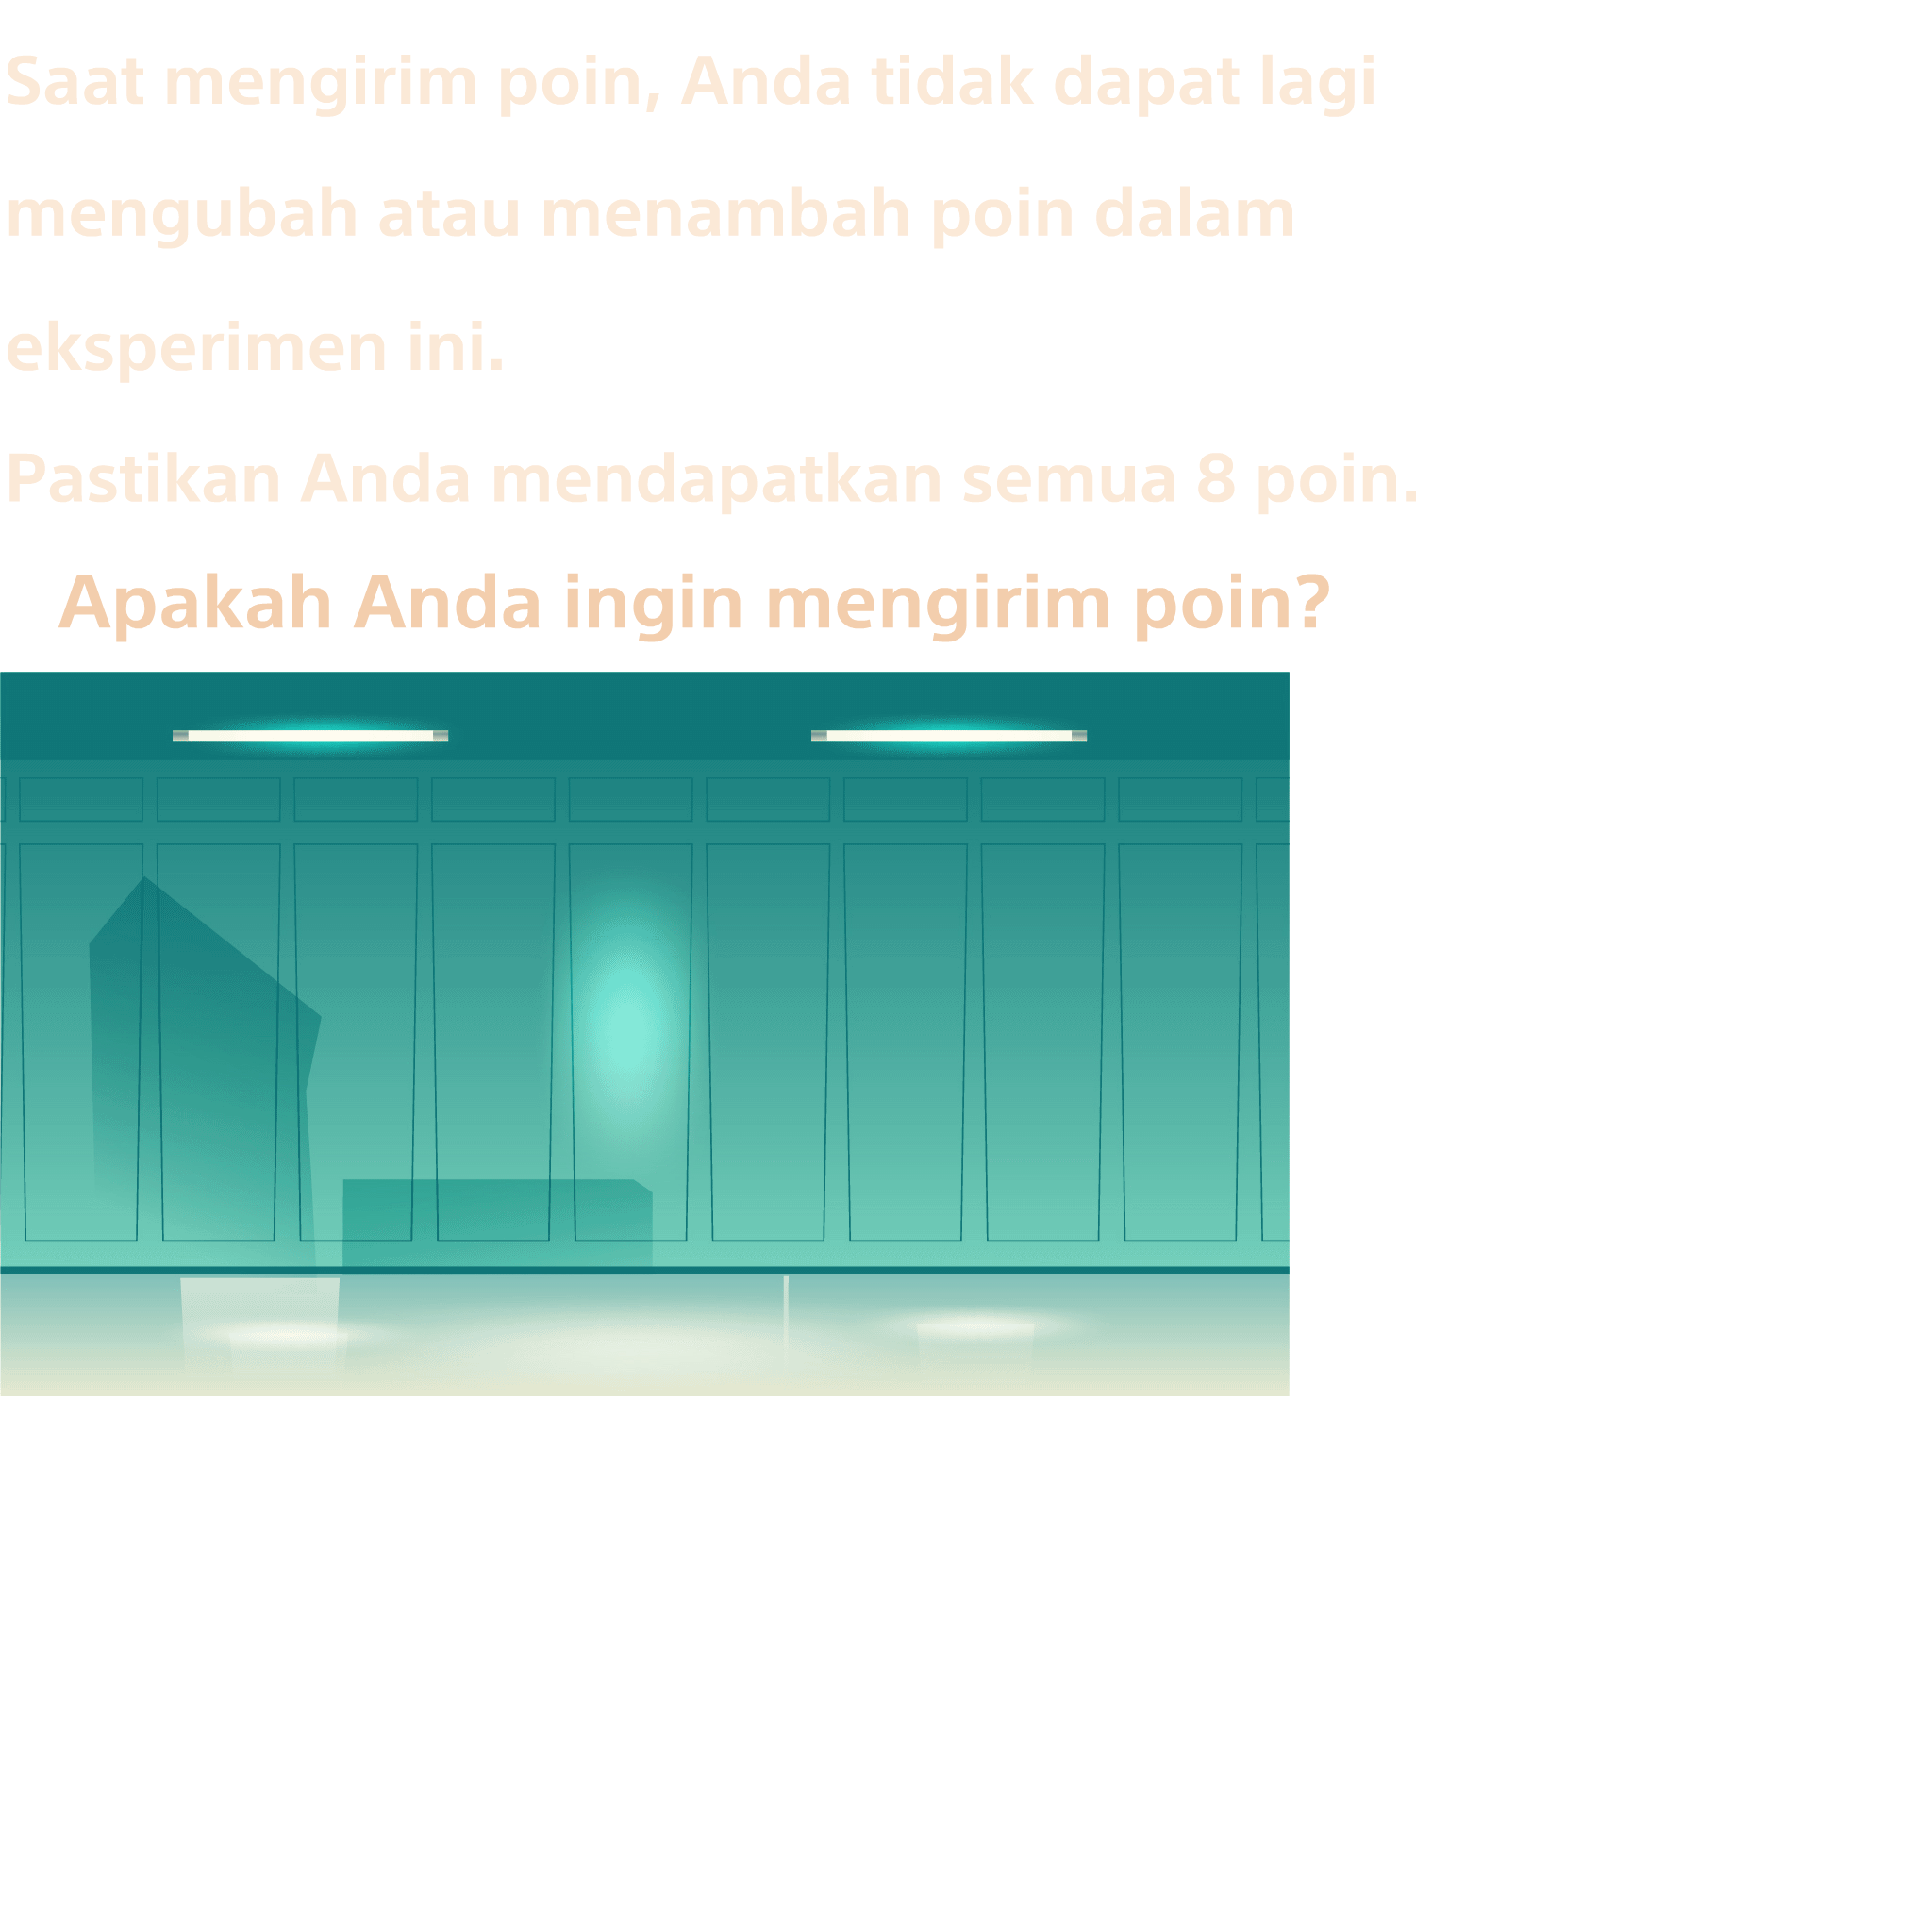 Saat mengirim poin, Anda tidak dapat lagi
mengubah atau menambah poin dalam
eksperimen ini.
Pastikan Anda mendapatkan semua 8 poin.
Apakah Anda ingin mengirim poin?